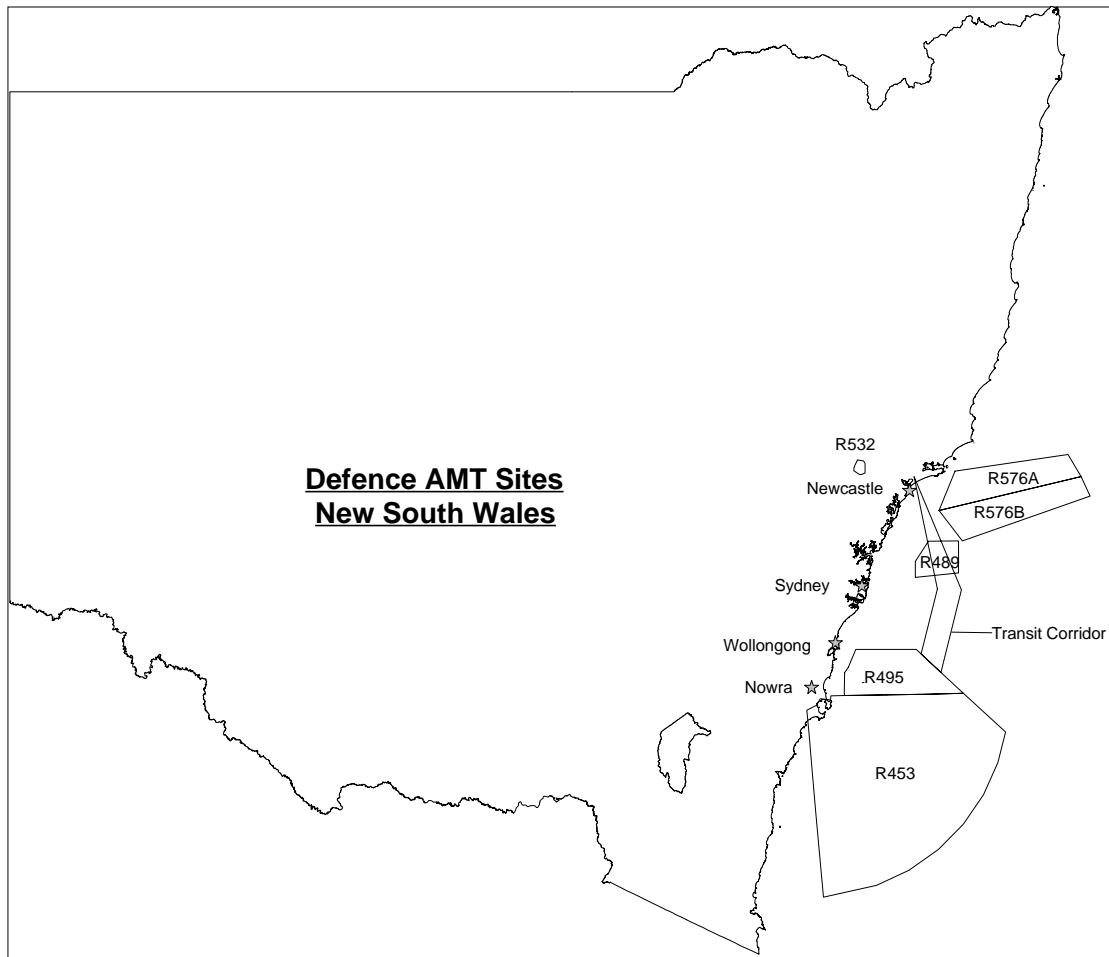 R532
Defence AMT Sites
New South Wales
Newcastle
R576A
R576B
R489
Sydney
Transit Corridor
Wollongong
R495
Nowra
R453